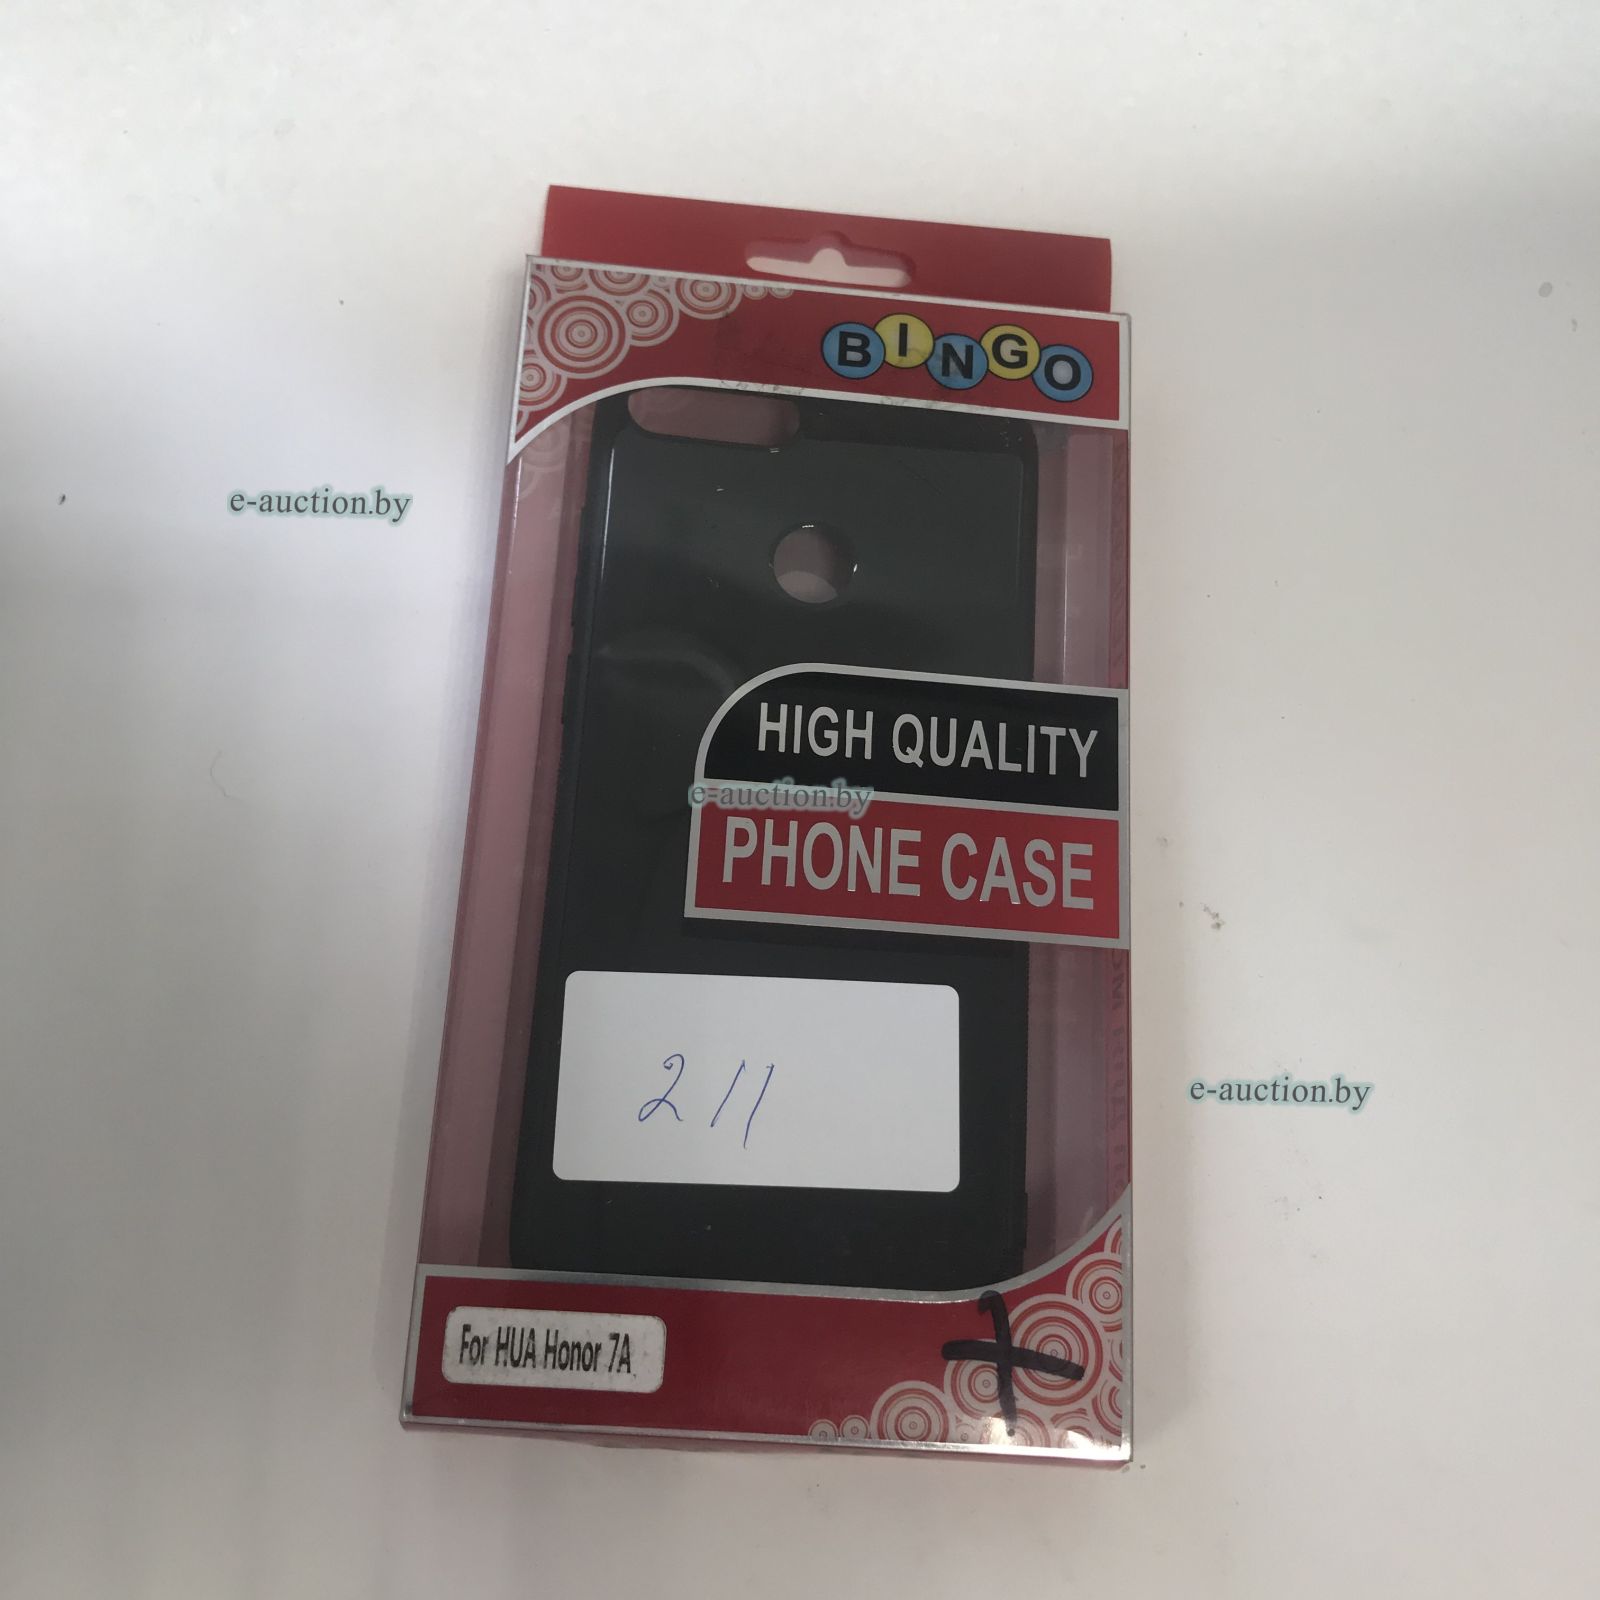 BINGO
e-auction.by
HIGH QUALITY
e-auction.by
PHONE CASE
211
e-auction.by
For HUA Honor 7A